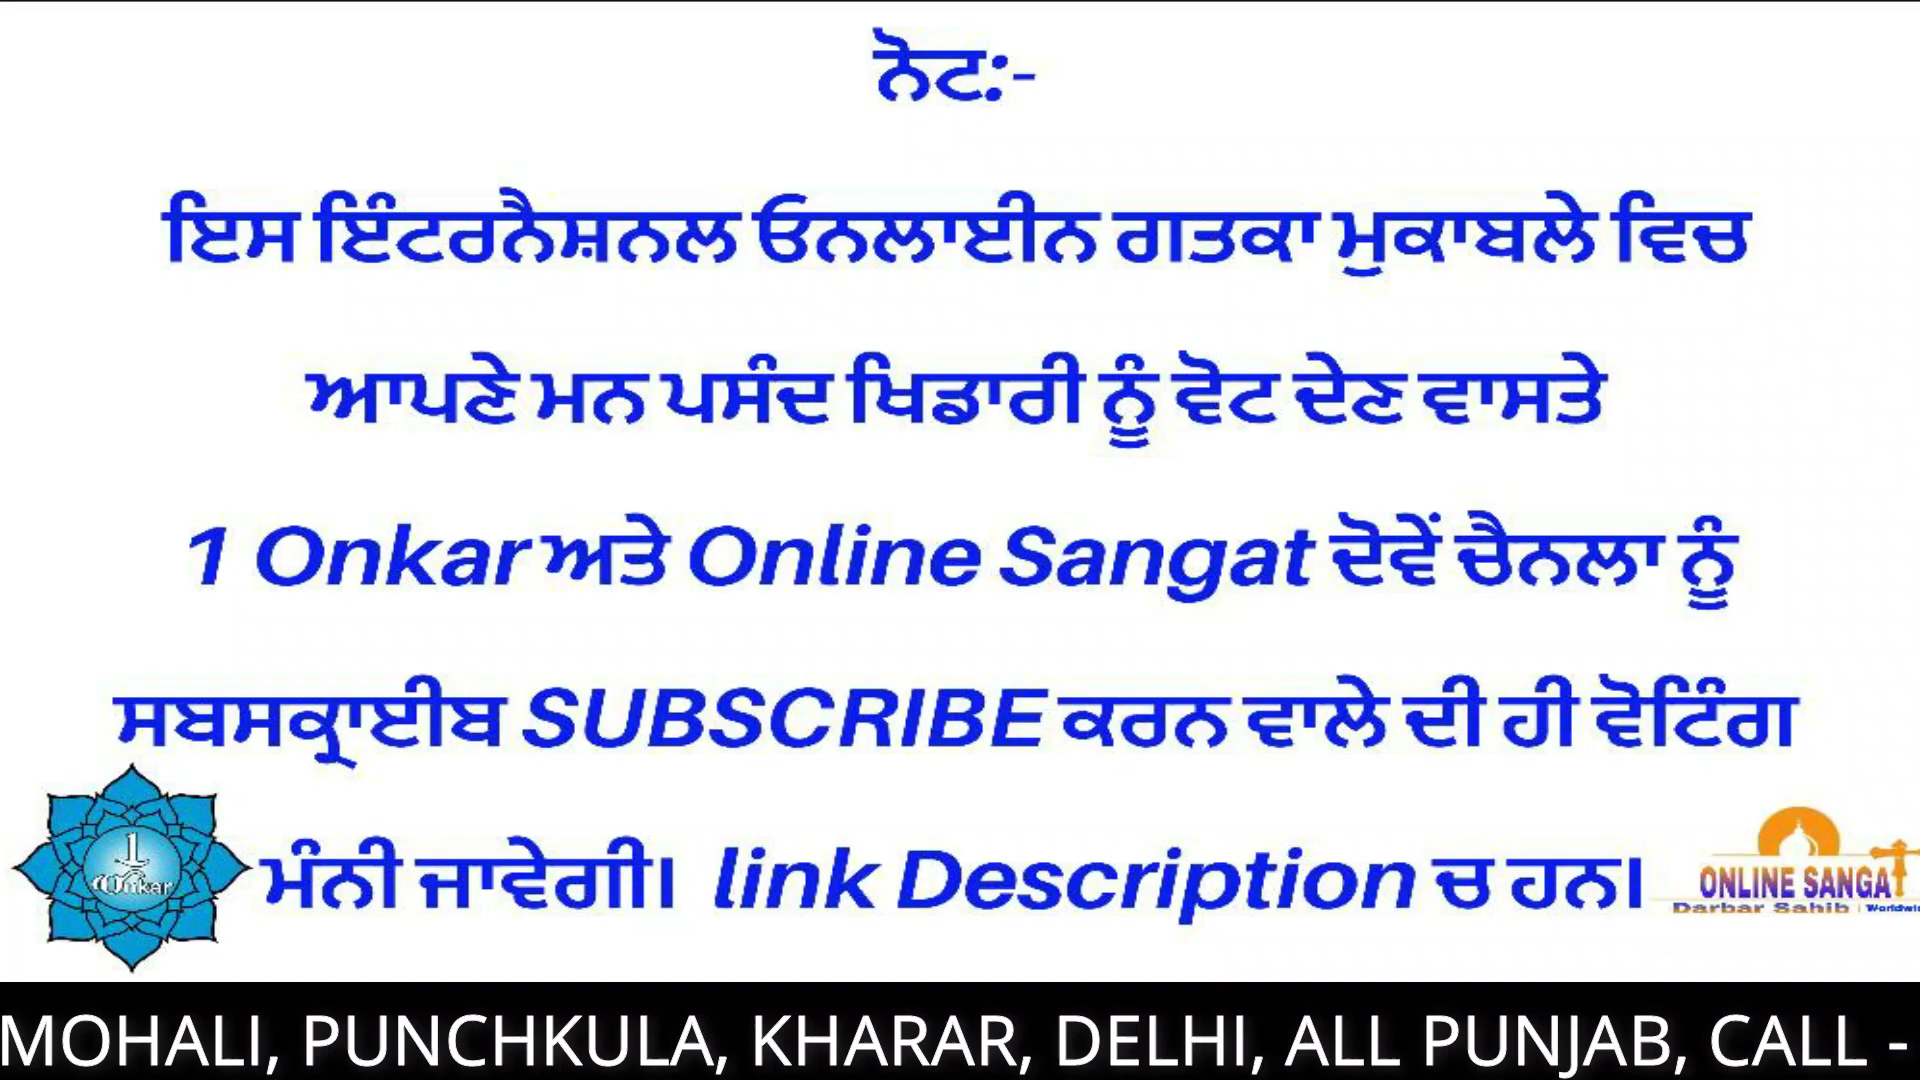 ਨੋਟ:-
ਇਸ ਇੰਟਰਨੈਸ਼ਨਲ ਓਨਲਾਈਨ ਗਤਕਾ ਮੁਕਾਬਲੇ ਵਿਚ
ਆਪਣੇ ਮਨ ਪਸੰਦ ਖਿਡਾਰੀ ਨੂੰ ਵੋਟ ਦੇਣ ਵਾਸਤੇ
1 Onkar ਅਤੇ Online Sangat ਦੋਵੇਂ ਚੈਨਲਾ ਨੂੰ
ਸਬਸਕ੍ਰਾਈਬ SUBSCRIBE ਕਰਨ ਵਾਲੇ ਦੀ ਹੀ ਵੋਟਿੰਗ
ਮੰਨੀ ਜਾਵੇਗੀ। link Description ਚ ਹਨ।
1
Onkar
ONLINE SANGAT
Darbar Sahib
MOHALI, PUNCHKULA, KHARAR, DELHI, ALL PUNJAB, CALL -